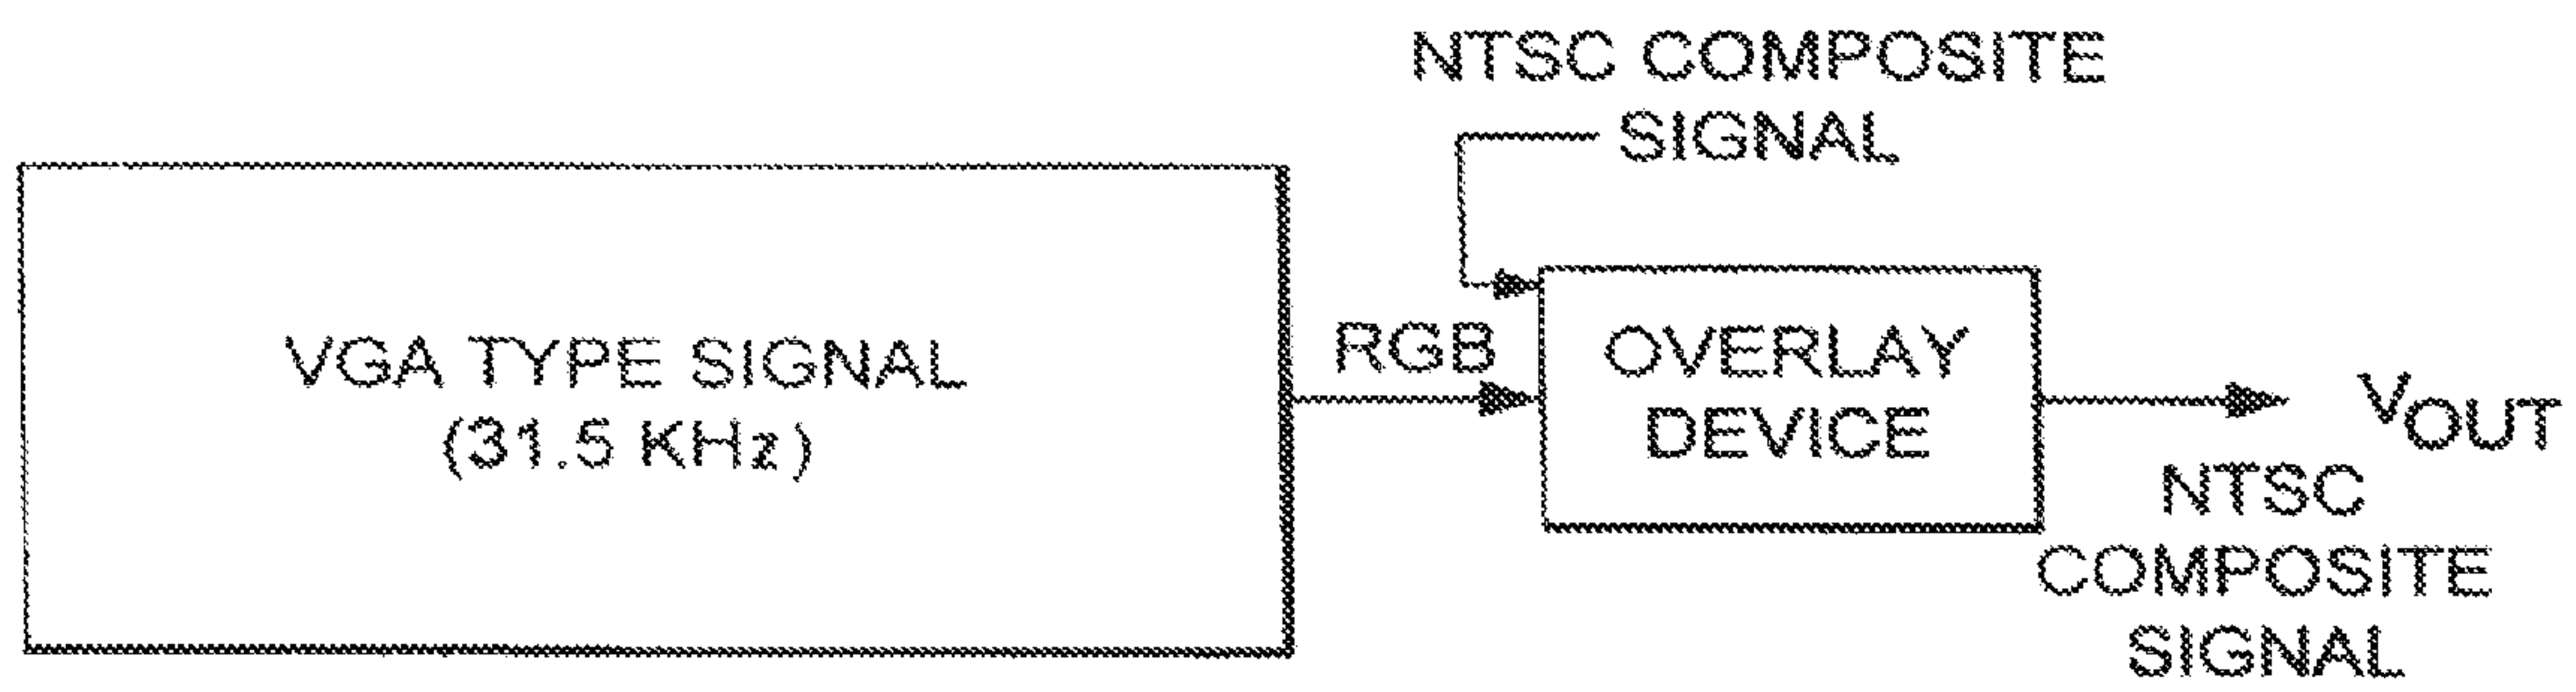 NTSC COMPOSITE
SIGNAL
VGA TYPE SIGNAL
(31.5 KHz)
RGB
OVERLAY
DEVICE
VOUT
NTSC
COMPOSITE
SIGNAL